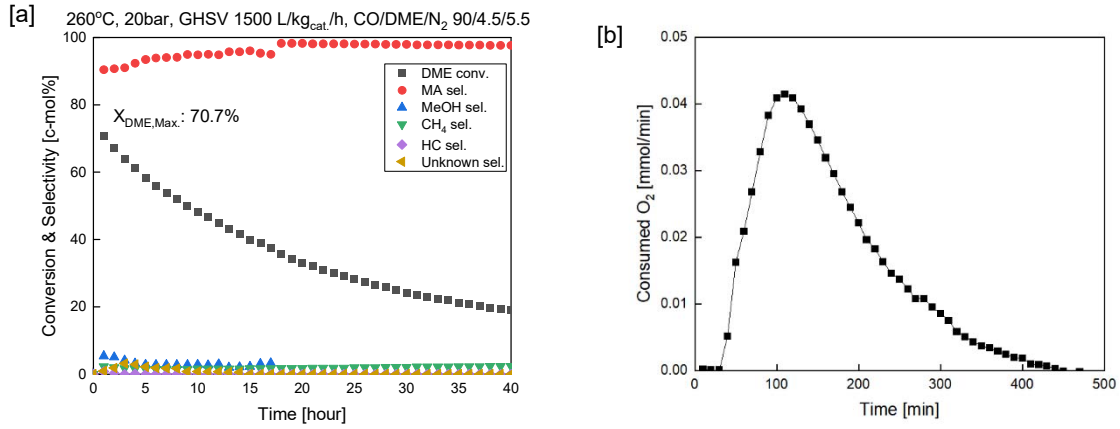 [a]
260°C, 20bar, GHSV 1500 L/kgcat./h, CO/DME/N2 90/4.5/5.5
100
80
60
40
20
0
Conversion & Selectivity [c-mol%]
XDME,Max.: 70.7%
DME conv.
MA sel.
MeOH sel.
CH4 sel.
HC sel.
Unknown sel.
0 5 10 15 20 25 30 35 40
Time [hour]
[b]
0.05
0.04
0.03
0.02
0.01
0.00
Consumed O2 [mmol/min]
0 100 200 300 400 500
Time [min]